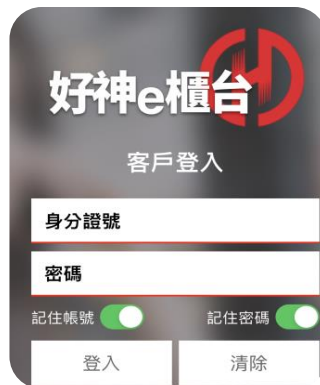 好神e櫃台
客戶登入
身分證號
密碼
記住帳號 記住密碼
登入 清除